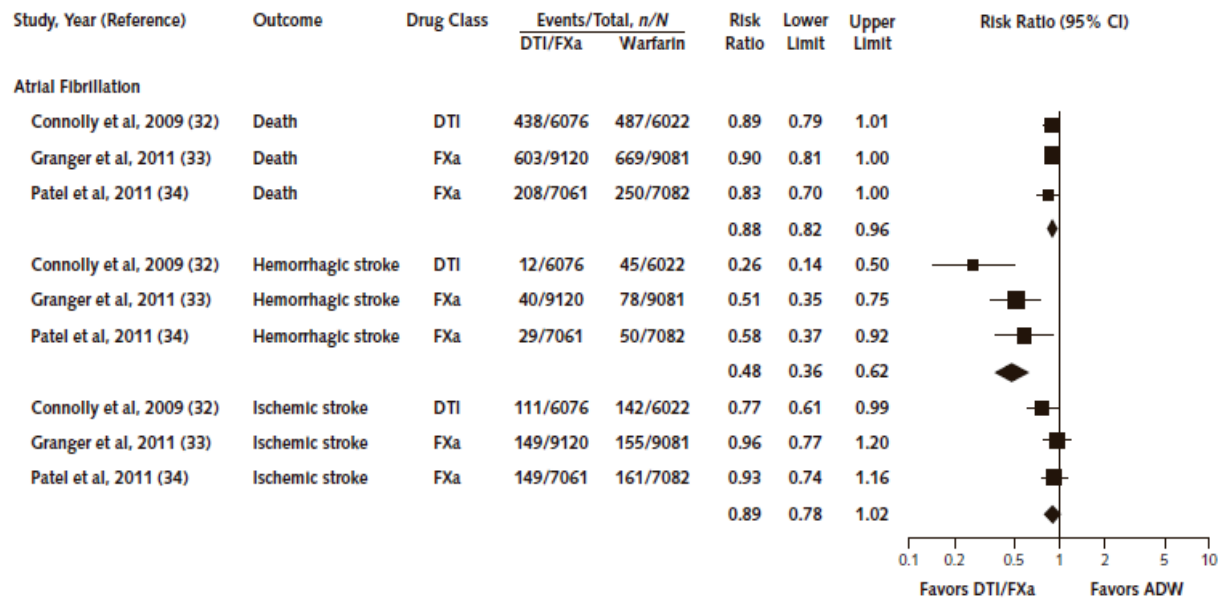 Study, Year (Reference) Outcome Drug Class Events/Total, n/N Risk Lower Upper Risk Ratio (95% CI)
DTI/FXa Warfarin Ratio Limit Limit
Atrial Fibrillation
Connolly et al, 2009 (32) Death DTI 438/6076 487/6022 0.89 0.79 1.01
Granger et al, 2011 (33) Death FXa 603/9120 669/9081 0.90 0.81 1.00
Patel et al, 2011 (34) Death FXa 208/7061 250/7082 0.83 0.70 1.00
0.88 0.82 0.96
Connolly et al, 2009 (32) Hemorrhagic stroke DTI 12/6076 45/6022 0.26 0.14 0.50
Granger et al, 2011 (33) Hemorrhagic stroke FXa 40/9120 78/9081 0.51 0.35 0.75
Patel et al, 2011 (34) Hemorrhagic stroke FXa 29/7061 50/7082 0.58 0.37 0.92
0.48 0.36 0.62
Connolly et al, 2009 (32) Ischemic stroke DTI 111/6076 142/6022 0.77 0.61 0.99
Granger et al, 2011 (33) Ischemic stroke FXa 149/9120 155/9081 0.96 0.77 1.20
Patel et al, 2011 (34) Ischemic stroke FXa 149/7061 161/7082 0.93 0.74 1.16
0.89 0.78 1.02
0.1 0.2 0.5 1 2 5 10
Favors DTI/FXa Favors ADW